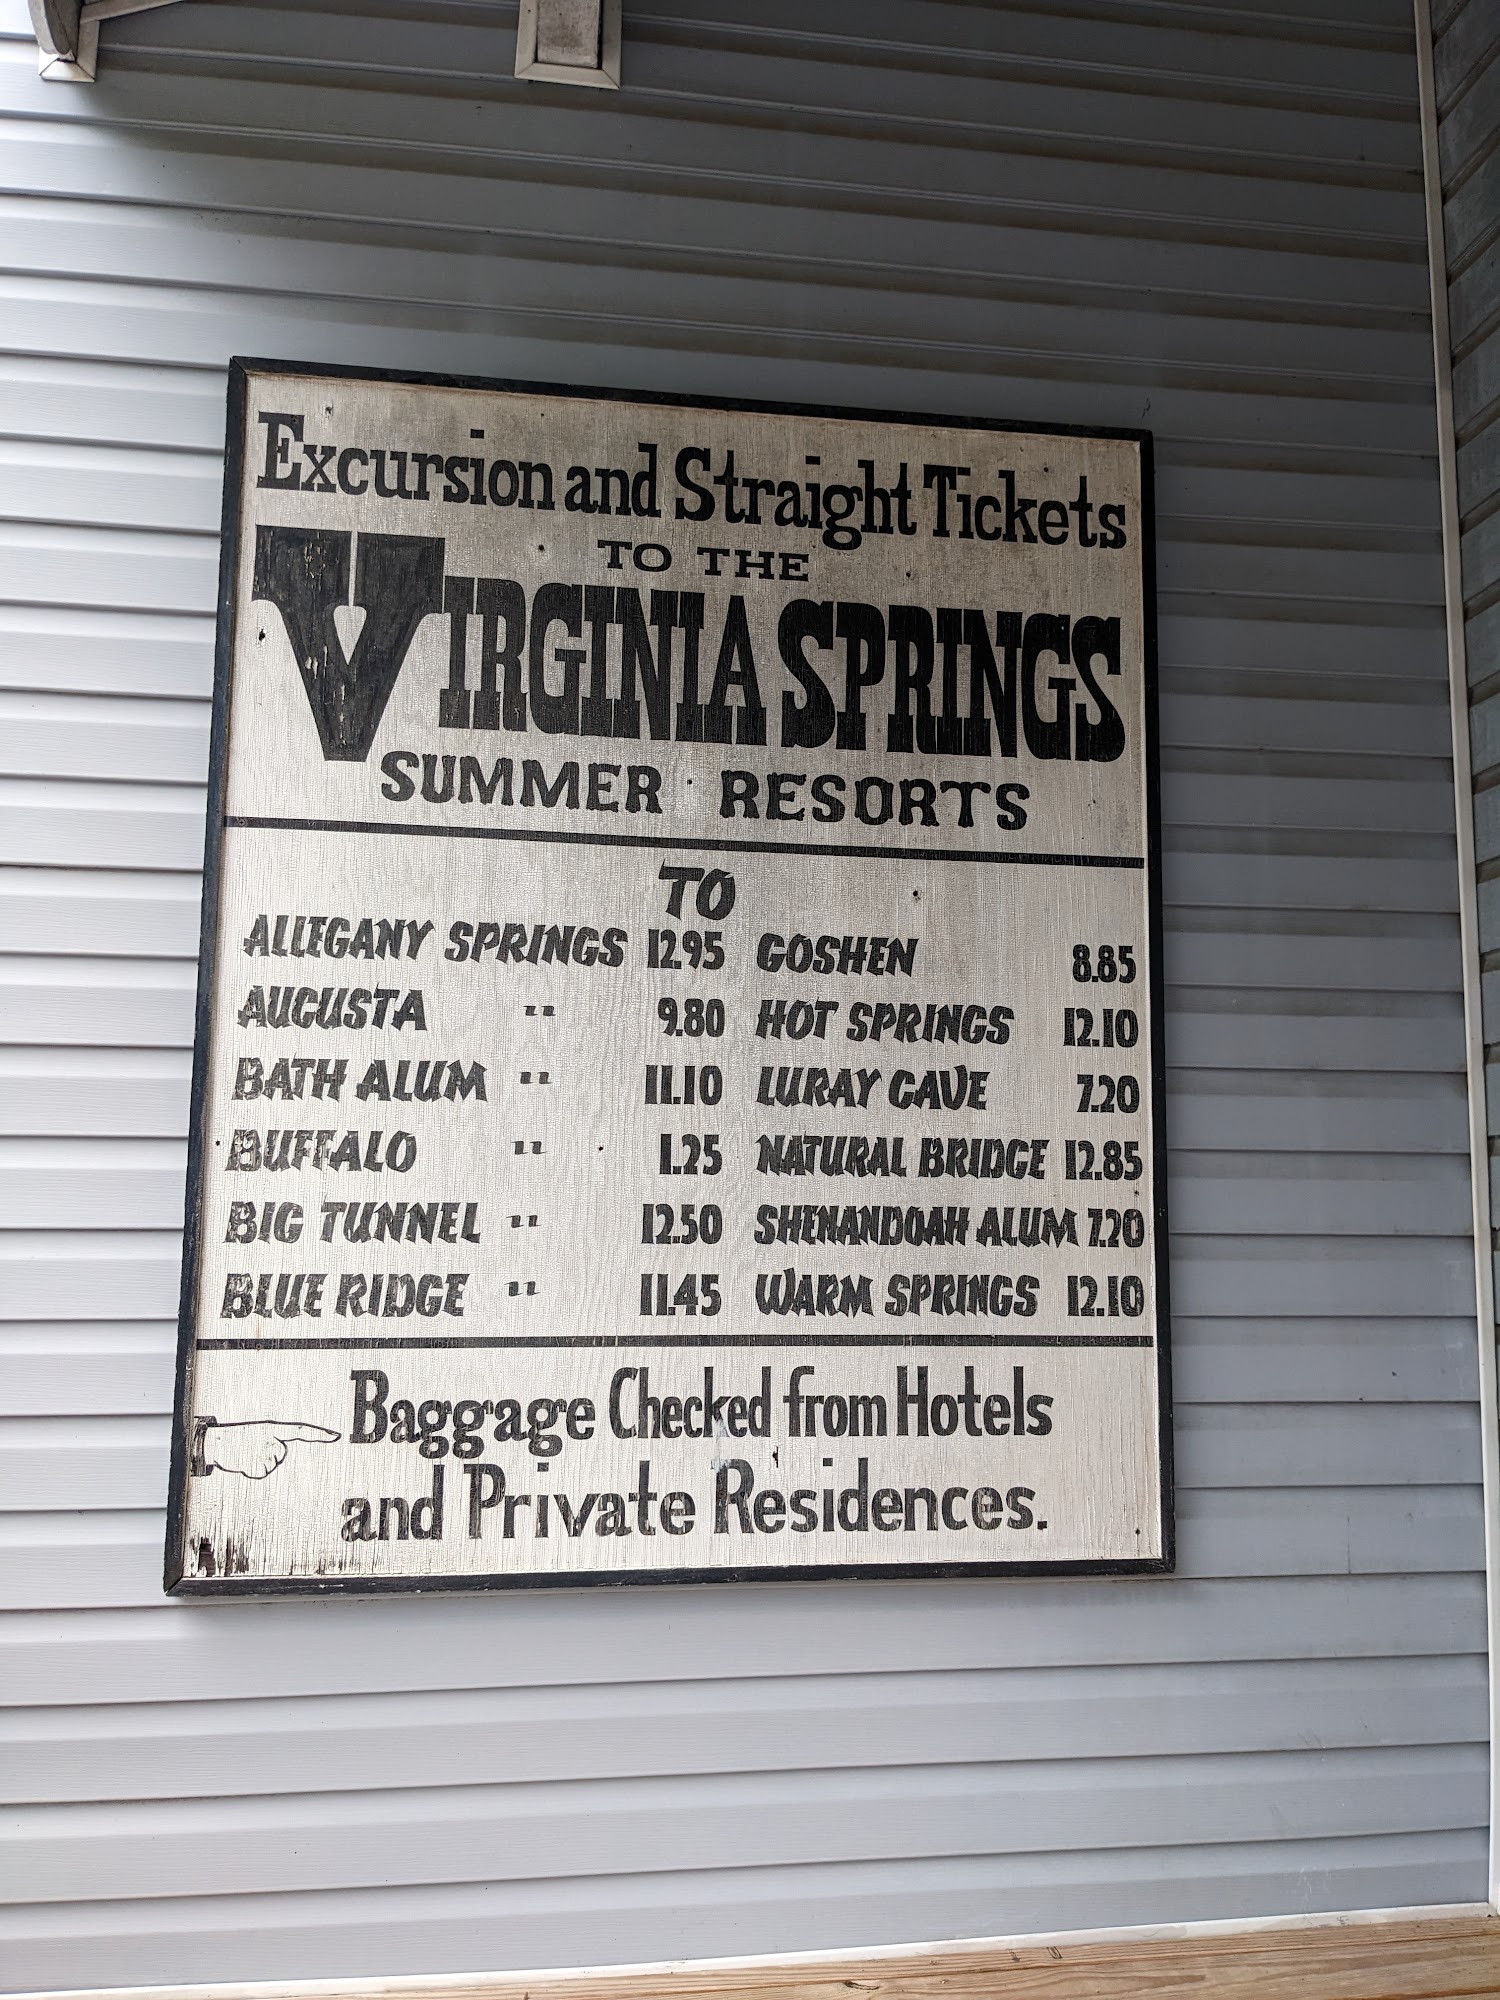 Excursion and Straight Tickets
TO THE
VIRGINIA SPRINGS
SUMMER RESORTS
TO
ALLEGANY SPRINGS 12.95 GOSHEN 8.85
AUGUSTA " 9.80 HOT SPRINGS 12.10
BATH ALUM " 11.10 LURAY CAVE 7.20
BUFFALO " 1.25 NATURAL BRIDGE 12.85
BIG TUNNEL " 12.50 SHENANDOAH ALUM 7.20
BLUE RIDGE " 11.45 WARM SPRINGS 12.10
Baggage Checked from Hotels
and Private Residences.